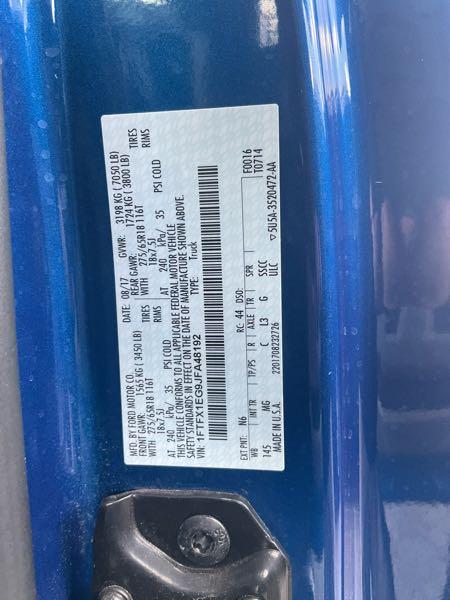 MFD. BY FORD MOTOR CO.
DATE: 08/17 GVWR: 3198 KG ( 7050 LB)
FRONT GAWR: 1565 KG ( 3450 LB) REAR GAWR: 1724 KG ( 3800 LB)
WITH 275/65R18 116T TIRES WITH 275/65R18 116T TIRES
18x7.5J RIMS 18x7.5J RIMS
AT 240 kPa/ 35 PSI COLD AT 240 kPa/ 35 PSI COLD
THIS VEHICLE CONFORMS TO ALL APPLICABLE FEDERAL MOTOR VEHICLE
SAFETY STANDARDS IN EFFECT ON THE DATE OF MANUFACTURE SHOWN ABOVE.
VIN: 1FTFX1EG9JFA48192
TYPE: Truck
F0016
T0714
EXT PNT: N6 RC: 44 DSO:
WB INT TR TP/PS R AXLE TR SPR
145 MG C L3 G SSCC
ULC
MADE IN U.S.A. 2201708232726 ▽ 5U5A-3520472-AA